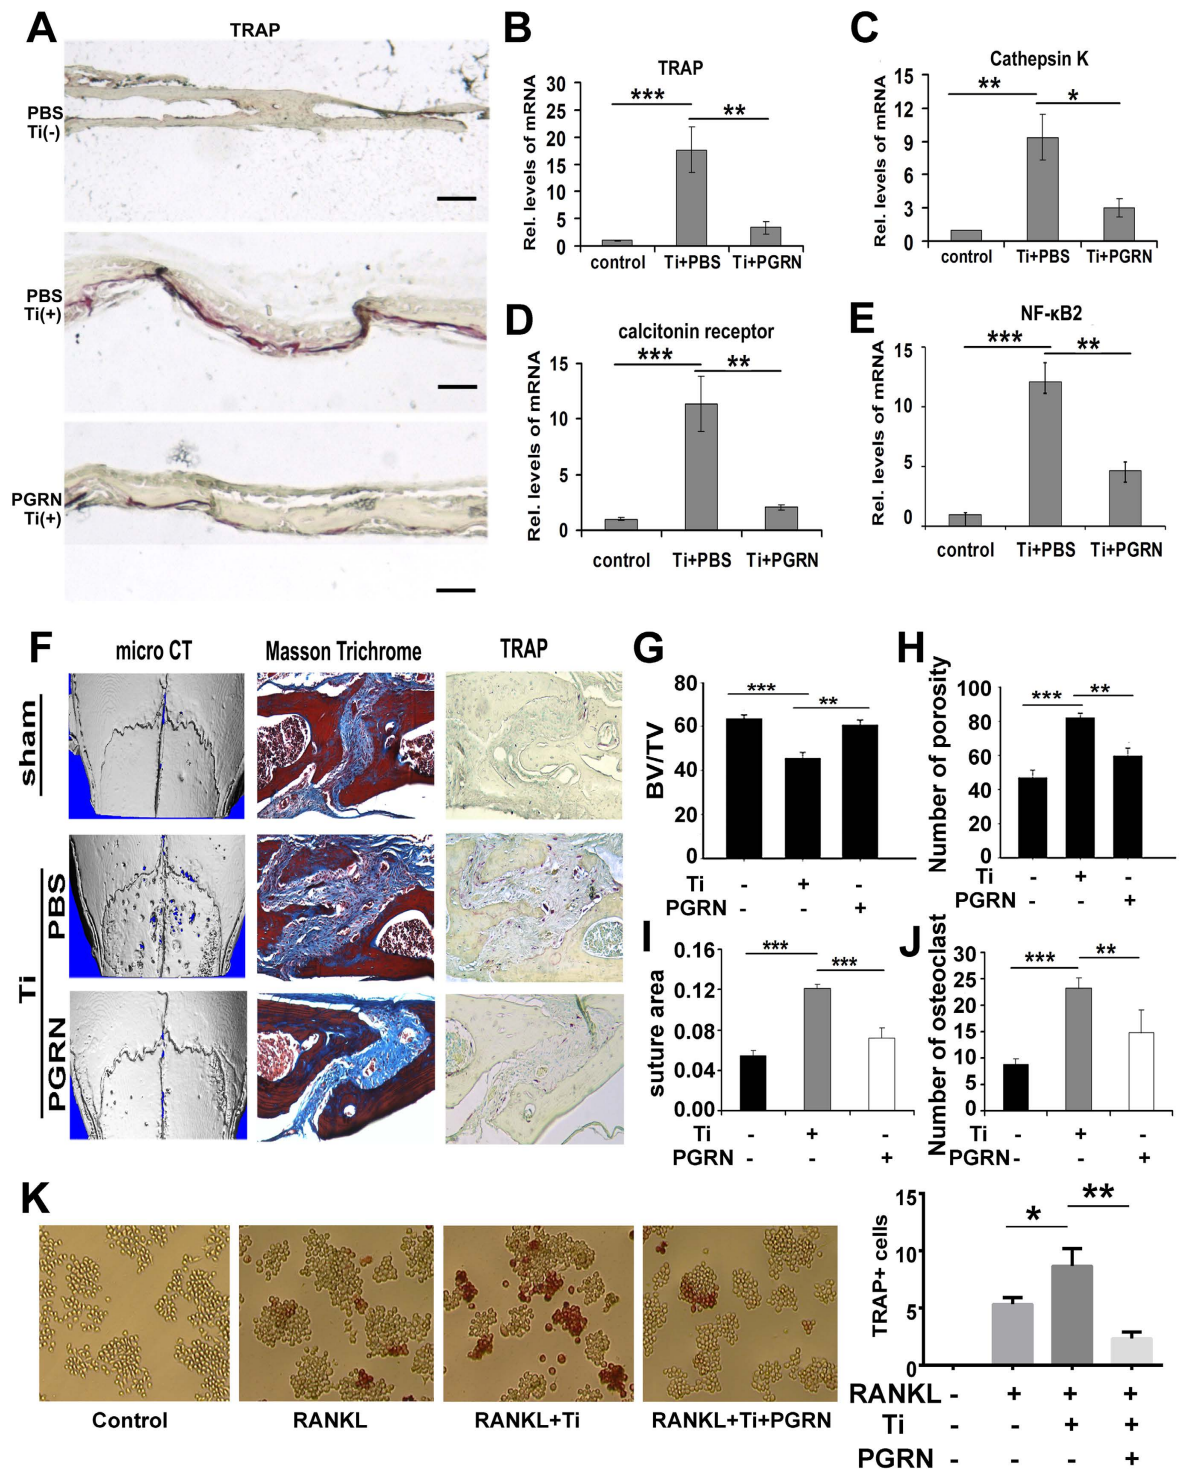 A
TRAP
PBS
Ti(-)
PBS
Ti(+)
PGRN
Ti(+)
B
TRAP
Rel. levels of mRNA
30
25
20
15
10
5
0
***
**
control Ti+PBS Ti+PGRN
C
Cathepsin K
Rel. levels of mRNA
15
12
9
6
3
0
**
*
control Ti+PBS Ti+PGRN
D
calcitonin receptor
Rel. levels of mRNA
15
10
5
0
***
**
control Ti+PBS Ti+PGRN
E
NF-κB2
Rel. levels of mRNA
15
10
5
0
***
**
control Ti+PBS Ti+PGRN
F
micro CT Masson Trichrome TRAP
sham
Ti
PBS
PGRN
G
BV/TV
80
60
40
20
0
***
**
Ti - + -
PGRN - - +
H
Number of porosity
100
80
60
40
20
0
***
**
Ti - + -
PGRN - - +
I
suture area
0.16
0.12
0.08
0.04
0.00
***
***
Ti - + -
PGRN - - +
J
Number of osteoclast
30
25
20
15
10
5
0
***
**
Ti - + -
PGRN - - +
K
Control RANKL RANKL+Ti RANKL+Ti+PGRN
TRAP+ cells
15
10
5
0
*
**
RANKL - + + +
Ti - - + +
PGRN - - - +